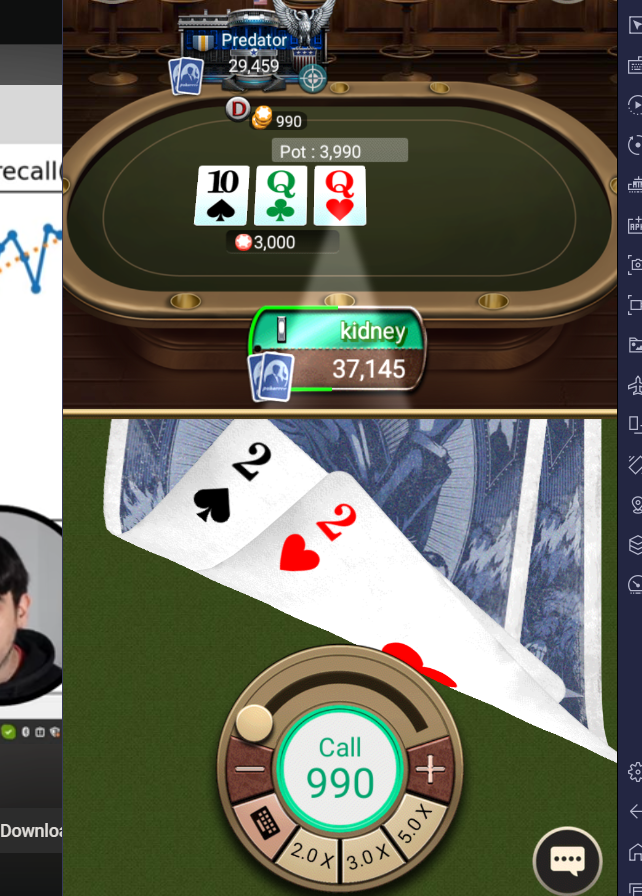 Predator
29,459
D
990
Pot : 3,990
recall(
10
Q
Q
3,000
kidney
37,145
2
2
Call
990
2.0 X
3.0 X
5.0 X
Downloa